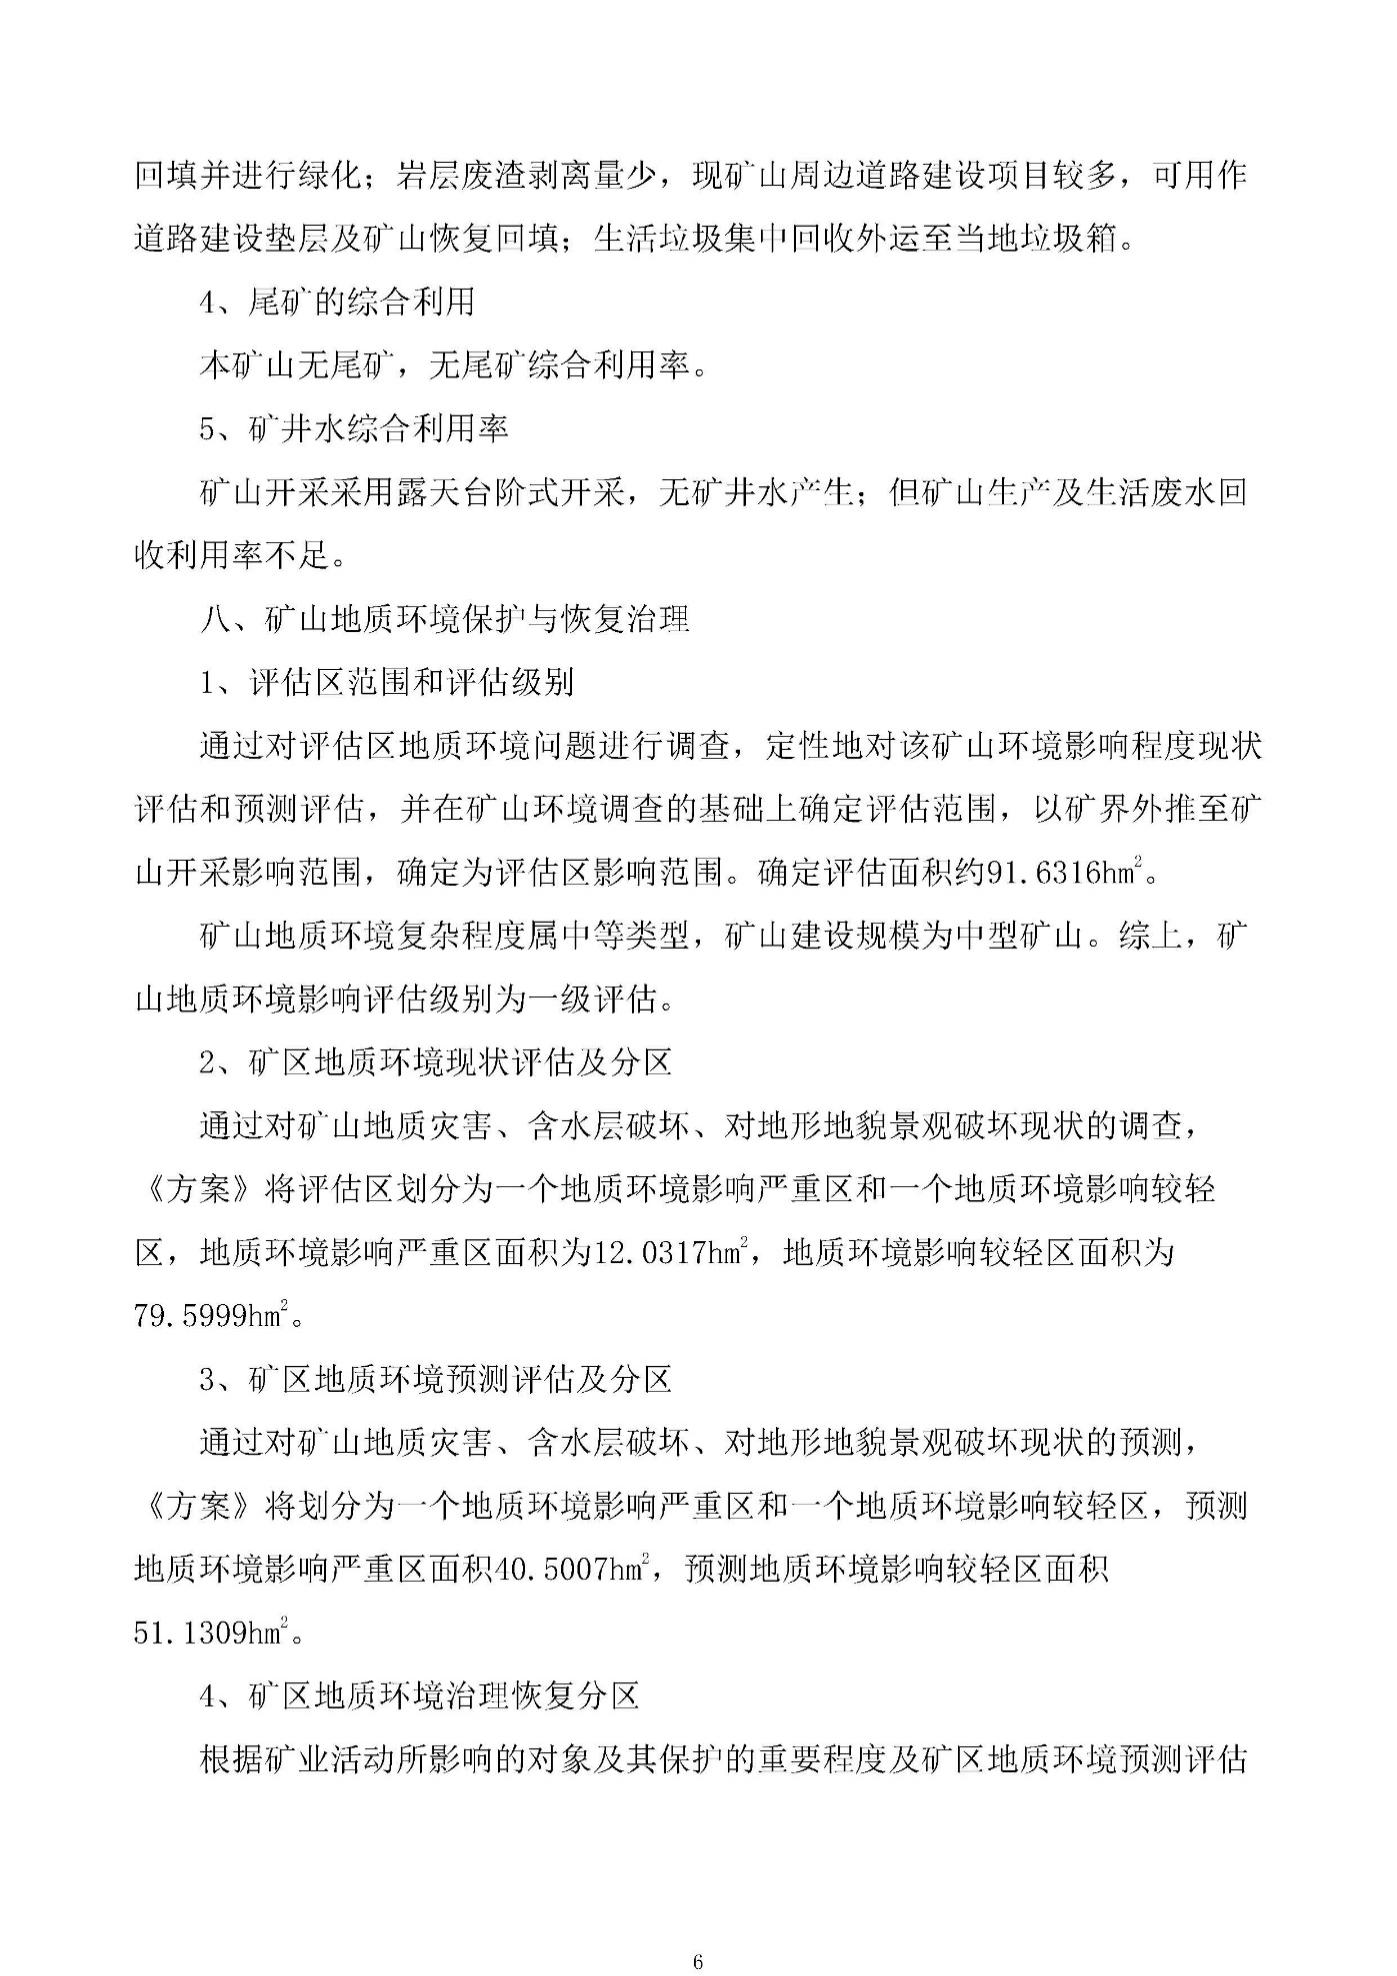 回填并进行绿化；岩层废渣剥离量少，现矿山周边道路建设项目较多，可用作
道路建设垫层及矿山恢复回填；生活垃圾集中回收外运至当地垃圾箱。
4、尾矿的综合利用
本矿山无尾矿，无尾矿综合利用率。
5、矿井水综合利用率
矿山开采采用露天台阶式开采，无矿井水产生；但矿山生产及生活废水回
收利用率不足。
八、矿山地质环境保护与恢复治理
1、评估区范围和评估级别
通过对评估区地质环境问题进行调查，定性地对该矿山环境影响程度现状
评估和预测评估，并在矿山环境调查的基础上确定评估范围，以矿界外推至矿
山开采影响范围，确定为评估区影响范围。确定评估面积约91.6316hm²。
矿山地质环境复杂程度属中等类型，矿山建设规模为中型矿山。综上，矿
山地质环境影响评估级别为一级评估。
2、矿区地质环境现状评估及分区
通过对矿山地质灾害、含水层破坏、对地形地貌景观破坏现状的调查，
《方案》将评估区划分为一个地质环境影响严重区和一个地质环境影响较轻
区，地质环境影响严重区面积为12.0317hm²，地质环境影响较轻区面积为
79.5999hm²。
3、矿区地质环境预测评估及分区
通过对矿山地质灾害、含水层破坏、对地形地貌景观破坏现状的预测，
《方案》将划分为一个地质环境影响严重区和一个地质环境影响较轻区，预测
地质环境影响严重区面积40.5007hm²，预测地质环境影响较轻区面积
51.1309hm²。
4、矿区地质环境治理恢复分区
根据矿业活动所影响的对象及其保护的重要程度及矿区地质环境预测评估
6